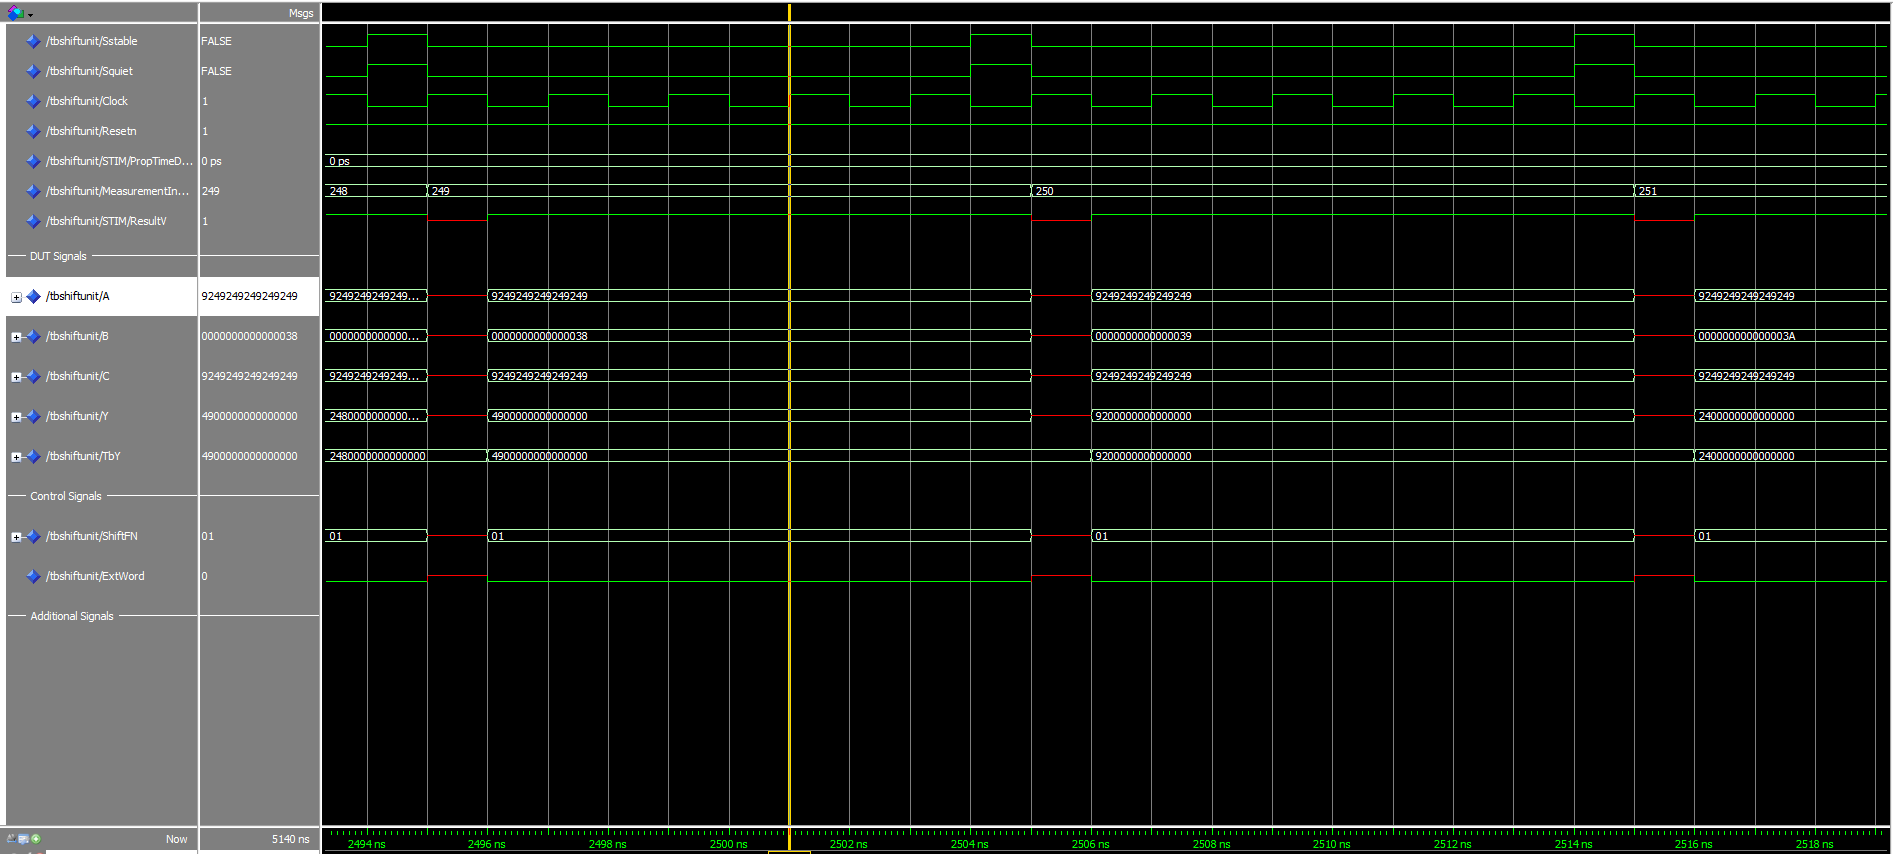 Msgs
/tbshiftunit/Sstable FALSE
/tbshiftunit/Squiet FALSE
/tbshiftunit/Clock 1
/tbshiftunit/Resetn 1
/tbshiftunit/STIM/PropTimeD... 0 ps 0 ps
/tbshiftunit/MeasurementIn... 249 248 249 250 251
/tbshiftunit/STIM/ResultV 1
DUT Signals
/tbshiftunit/A 9249249249249249 9249249249249... 9249249249249249 9249249249249249 9249249249249249
/tbshiftunit/B 0000000000000038 0000000000000... 0000000000000038 0000000000000039 000000000000003A
/tbshiftunit/C 9249249249249249 9249249249249... 9249249249249249 9249249249249249 9249249249249249
/tbshiftunit/Y 4900000000000000 2480000000000... 4900000000000000 9200000000000000 2400000000000000
/tbshiftunit/TbY 4900000000000000 2480000000000000 4900000000000000 9200000000000000 2400000000000000
Control Signals
/tbshiftunit/ShiftFN 01 01 01 01 01
/tbshiftunit/ExtWord 0
Additional Signals
Now 5140 ns
2494 ns 2496 ns 2498 ns 2500 ns 2502 ns 2504 ns 2506 ns 2508 ns 2510 ns 2512 ns 2514 ns 2516 ns 2518 ns